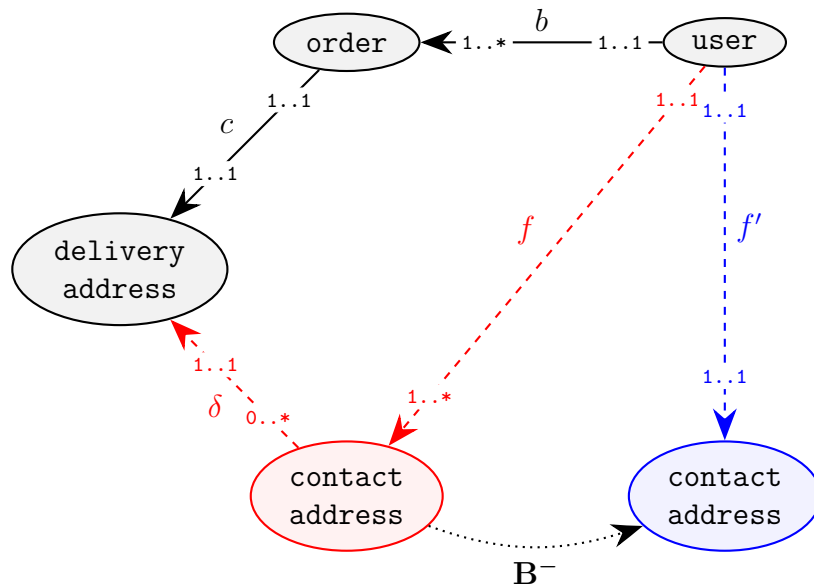 order
b
user
1..*
1..1
1..1
1..1
1..1
c
1..1
f
f′
delivery
address
1..1
1..1
δ
0..*
1..*
contact
address
contact
address
B⁻